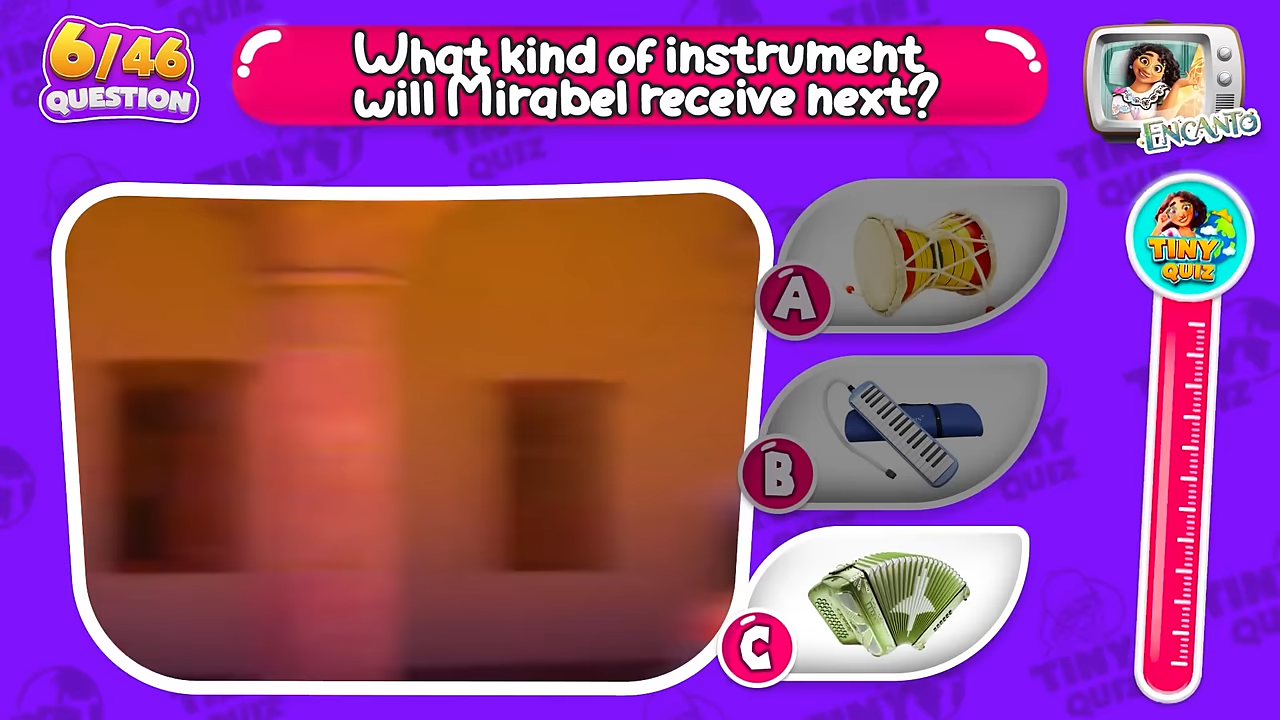 6/46
QUESTION
What kind of instrument
will Mirabel receive next?
ENCANTO
TINY
QUIZ
A
B
C